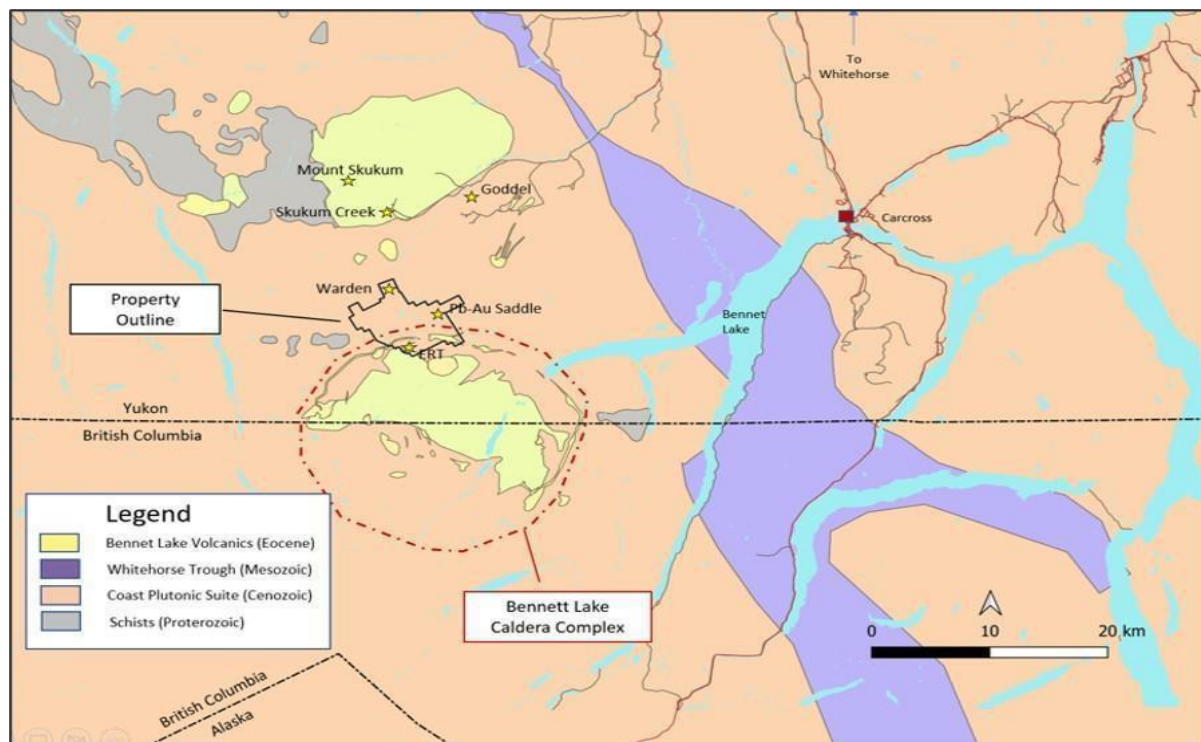 To
Whitehorse
Mount Skukum
Goddel
Skukum Creek
Carcross
Warden
Property
Outline
Pb-Au Saddle
Bennet
Lake
ERT
Yukon
British Columbia
Legend
Bennet Lake Volcanics (Eocene)
Whitehorse Trough (Mesozoic)
Coast Plutonic Suite (Cenozoic)
Schists (Proterozoic)
Bennett Lake
Caldera Complex
0 10 20 km
British Columbia
Alaska